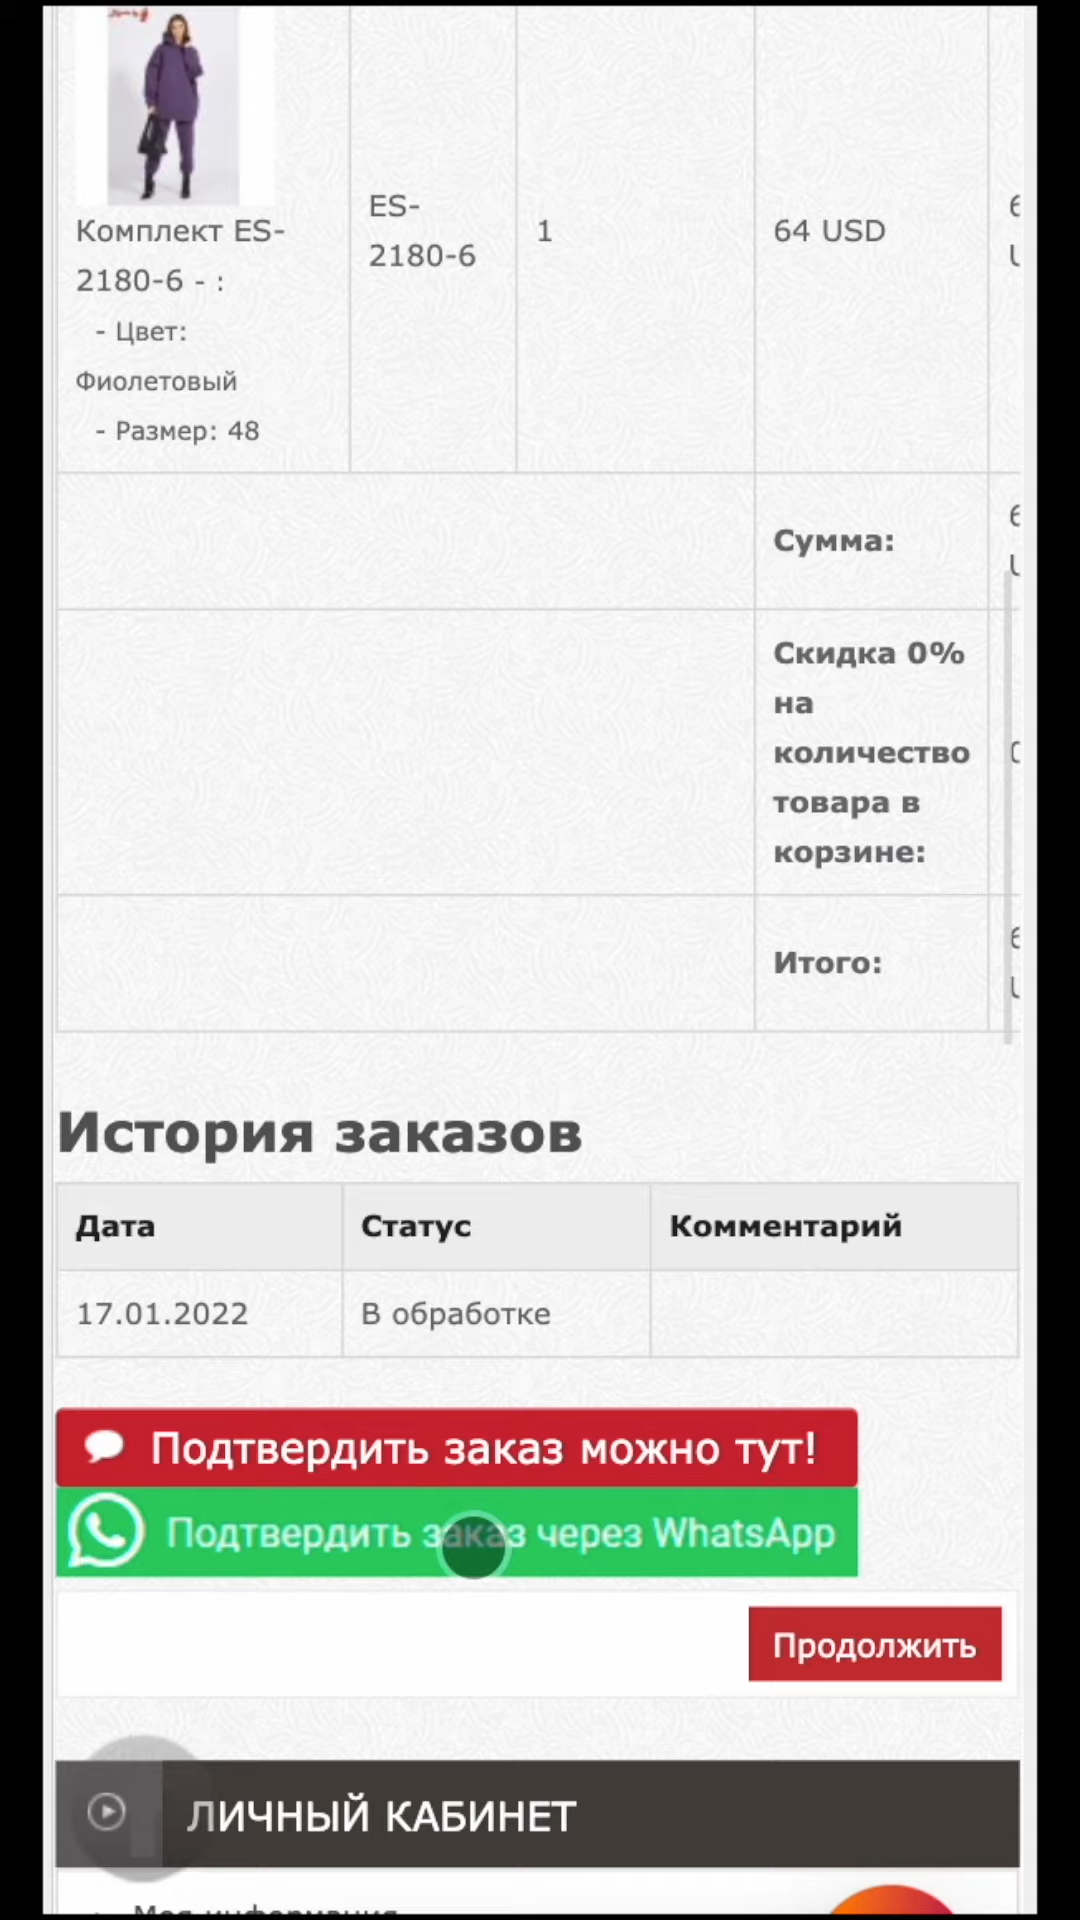 Комплект ES-
2180-6 - :
- Цвет:
Фиолетовый
- Размер: 48
ES-
2180-6
1
64 USD
Сумма:
Скидка 0%
на
количество
товара в
корзине:
Итого:
История заказов
Дата Статус Комментарий
17.01.2022 В обработке
Подтвердить заказ можно тут!
Подтвердить заказ через WhatsApp
Продолжить
ЛИЧНЫЙ КАБИНЕТ
Моя информация